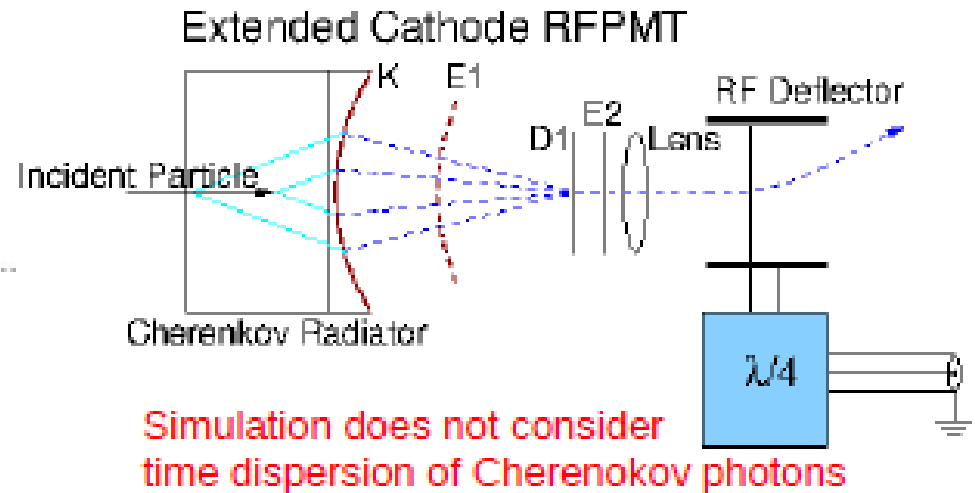 Extended Cathode RFPMT
K
E1
RF Deflector
E2
D1
Lens
Incident Particle
Cherenkov Radiator
λ/4
Simulation does not consider
time dispersion of Cherenokov photons